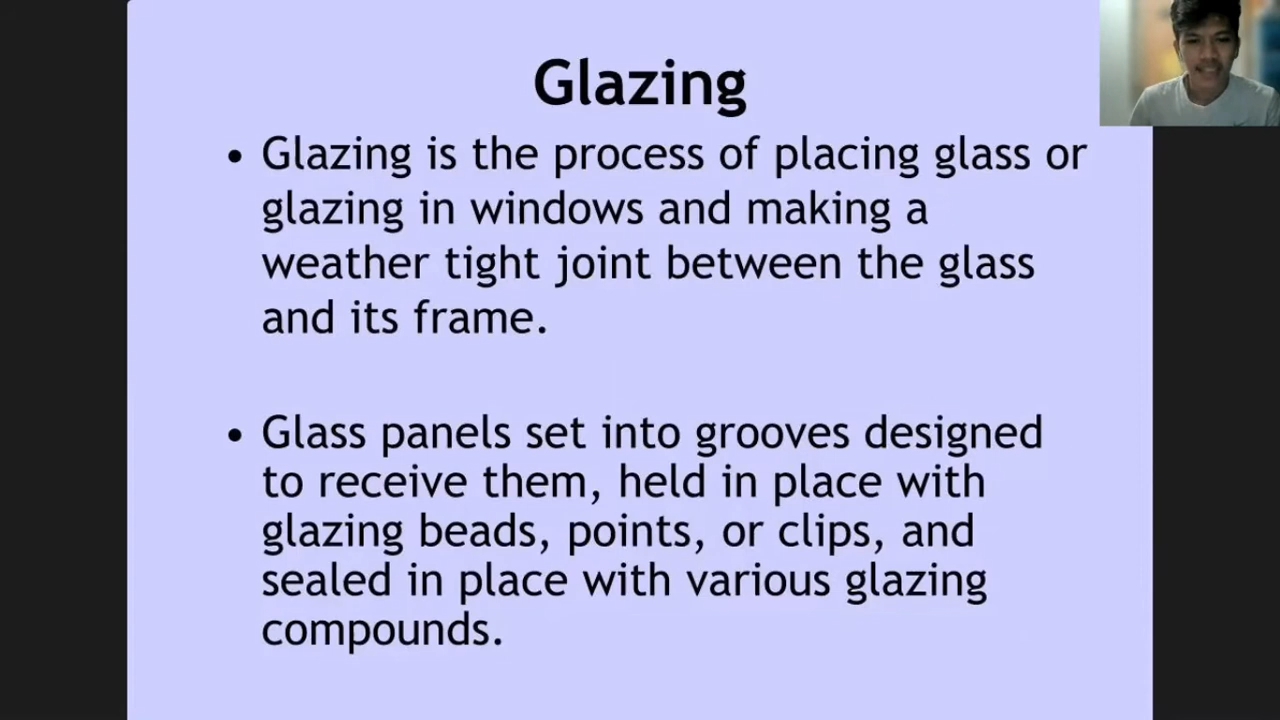 Glazing
• Glazing is the process of placing glass or
glazing in windows and making a
weather tight joint between the glass
and its frame.
• Glass panels set into grooves designed
to receive them, held in place with
glazing beads, points, or clips, and
sealed in place with various glazing
compounds.